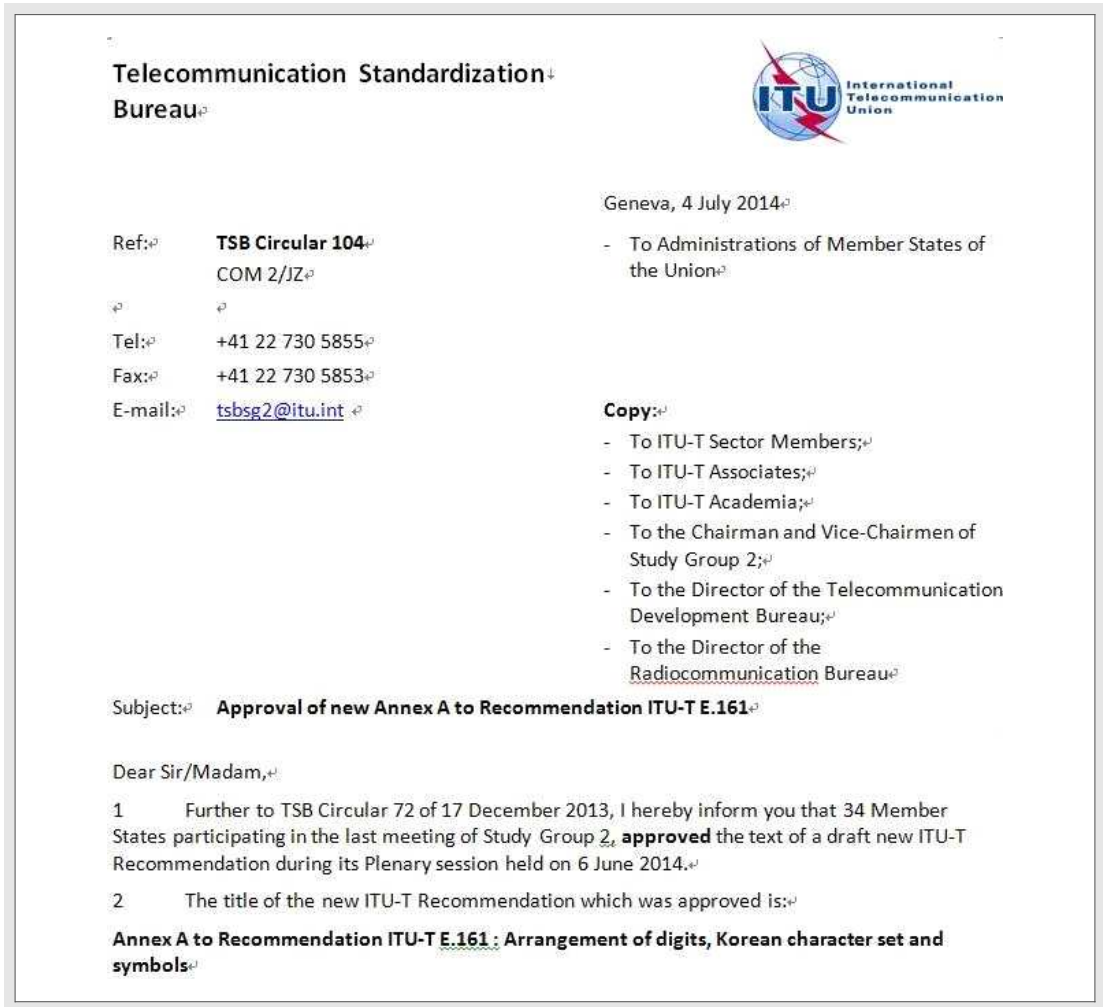 Telecommunication Standardization
Bureau
ITU
International
Telecommunication
Union
Geneva, 4 July 2014
Ref:
TSB Circular 104
COM 2/JZ
- To Administrations of Member States of
the Union
Tel:
+41 22 730 5855
Fax:
+41 22 730 5853
E-mail:
tsbsg2@itu.int
Copy:
- To ITU-T Sector Members;
- To ITU-T Associates;
- To ITU-T Academia;
- To the Chairman and Vice-Chairmen of
Study Group 2;
- To the Director of the Telecommunication
Development Bureau;
- To the Director of the
Radiocommunication Bureau
Subject:
Approval of new Annex A to Recommendation ITU-T E.161
Dear Sir/Madam,
1 Further to TSB Circular 72 of 17 December 2013, I hereby inform you that 34 Member
States participating in the last meeting of Study Group 2, approved the text of a draft new ITU-T
Recommendation during its Plenary session held on 6 June 2014.
2 The title of the new ITU-T Recommendation which was approved is:
Annex A to Recommendation ITU-T E.161 : Arrangement of digits, Korean character set and
symbols